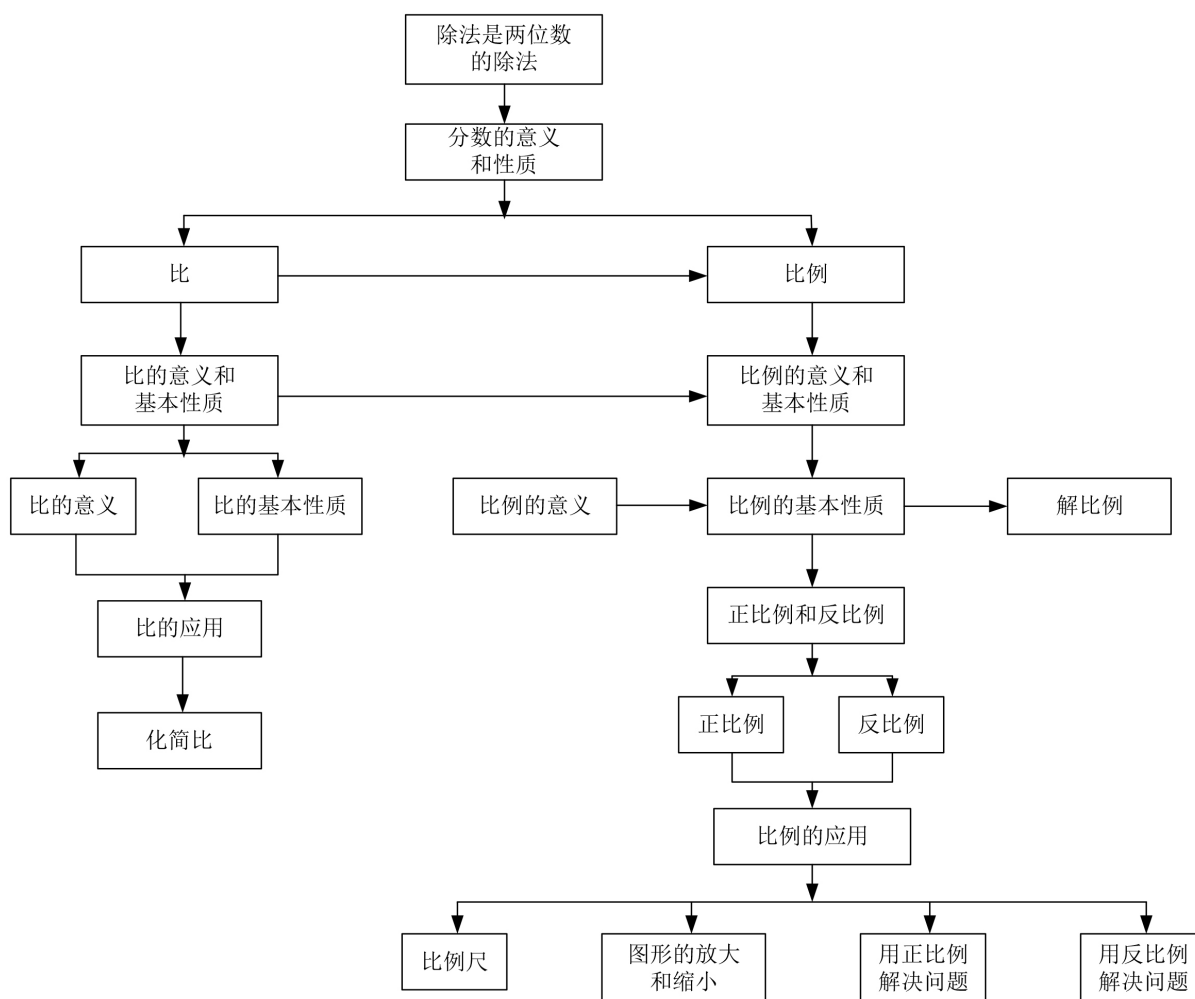 除法是两位数
的除法
分数的意义
和性质
比
比例
比的意义和
基本性质
比例的意义和
基本性质
比的意义
比的基本性质
比例的意义
比例的基本性质
解比例
比的应用
正比例和反比例
化简比
正比例
反比例
比例的应用
比例尺
图形的放大
和缩小
用正比例
解决问题
用反比例
解决问题